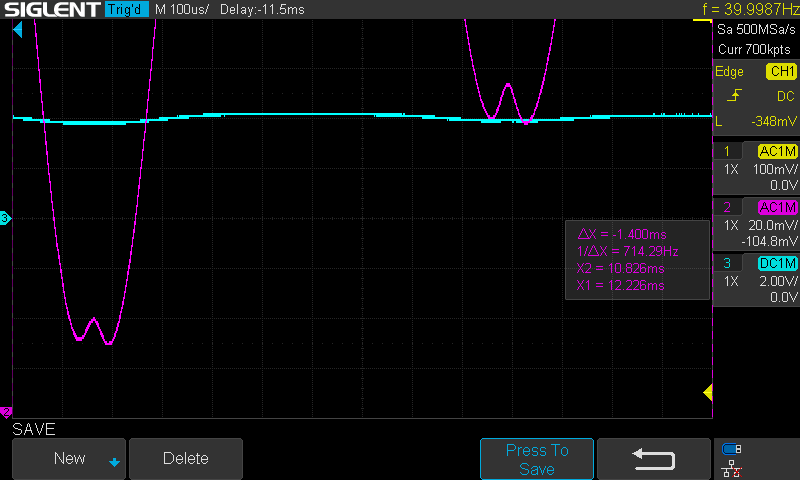 SIGLENT Trig'd M 100us/ Delay:-11.5ms f = 39.9987Hz
Sa 500MSa/s
Curr 700kpts
Edge CH1
DC
L -348mV
1 AC1M
1X 100mV/
0.0V
2 AC1M
1X 20.0mV/
-104.8mV
3 DC1M
1X 2.00V/
0.0V
3
ΔX = -1.400ms
1/ΔX = 714.29Hz
X2 = 10.826ms
X1 = 12.226ms
2
SAVE
New
Delete
Press To
Save